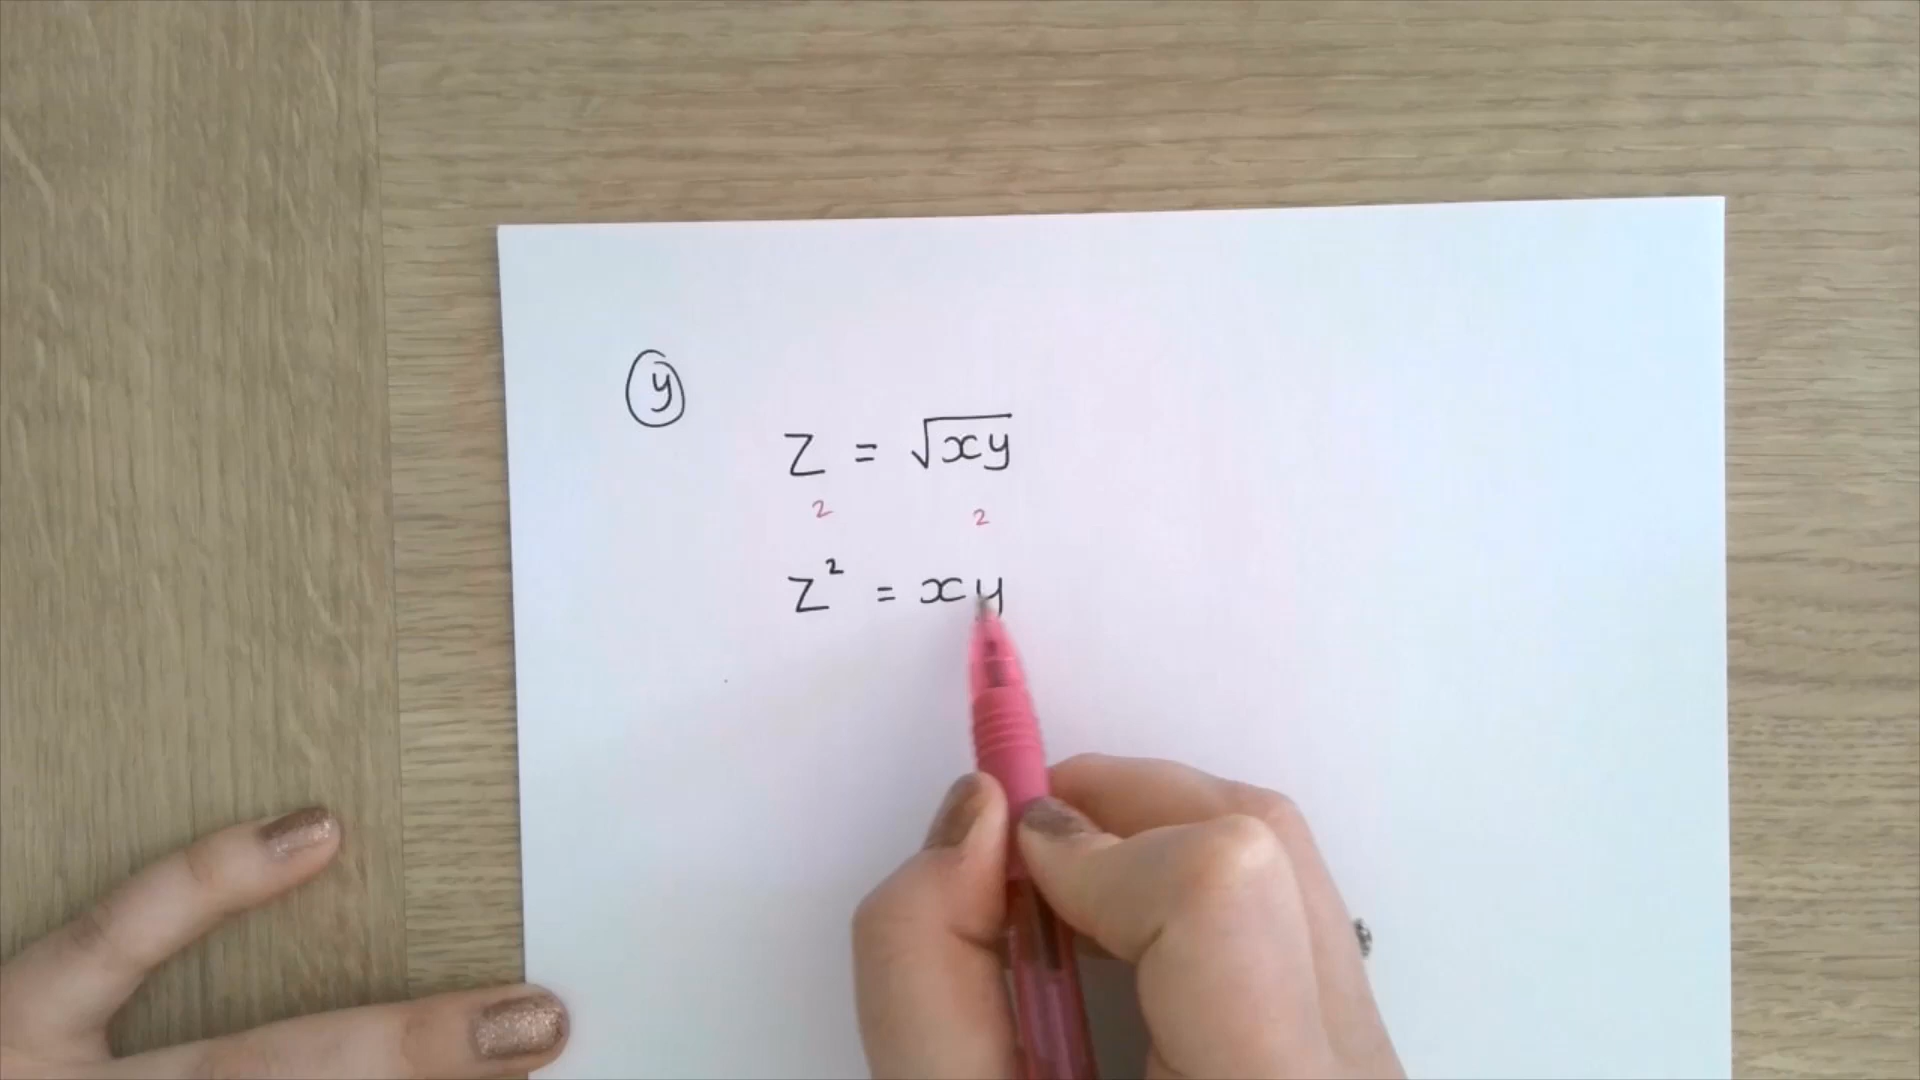 y
Z = √xy
2 2
Z² = xy